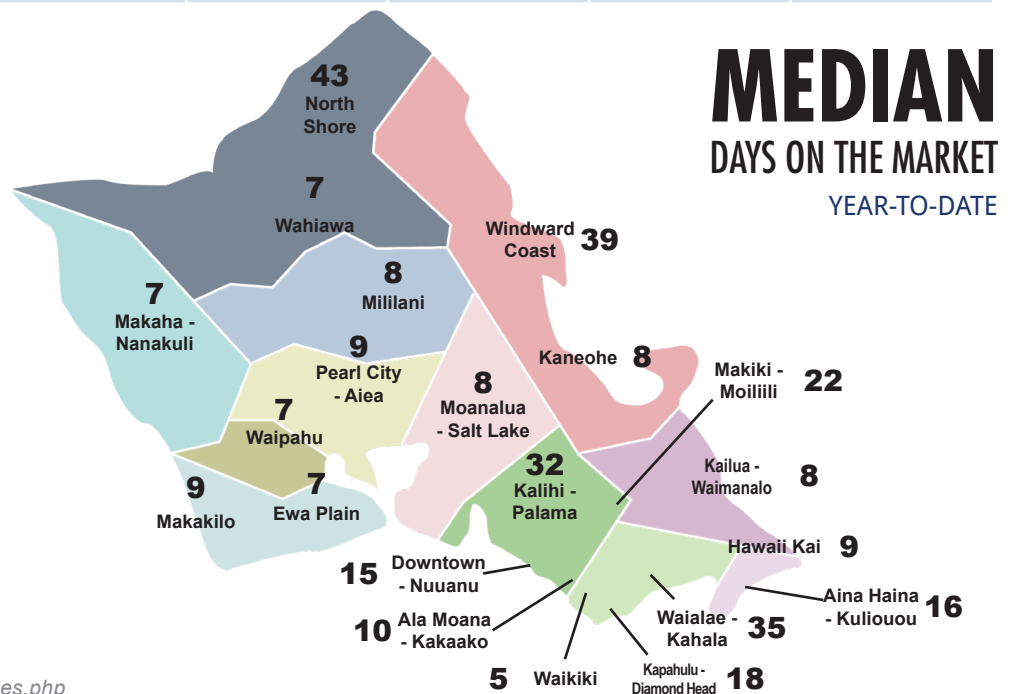 MEDIAN
DAYS ON THE MARKET
YEAR-TO-DATE
43
North
Shore
7
Wahiawa
Windward
Coast 39
8
Mililani
7
Makaha -
Nanakuli
9
Pearl City
- Aiea
Kaneohe 8
8
Moanalua
- Salt Lake
Makiki -
Moiliili 22
7
Waipahu
32
Kalihi -
Palama
Kailua -
Waimanalo 8
9
Makakilo
7
Ewa Plain
Hawaii Kai 9
15 Downtown
- Nuuanu
Aina Haina
- Kuliouou 16
10 Ala Moana
- Kakaako
Waialae -
Kahala 35
5 Waikiki
Kapahulu -
Diamond Head 18
es.php